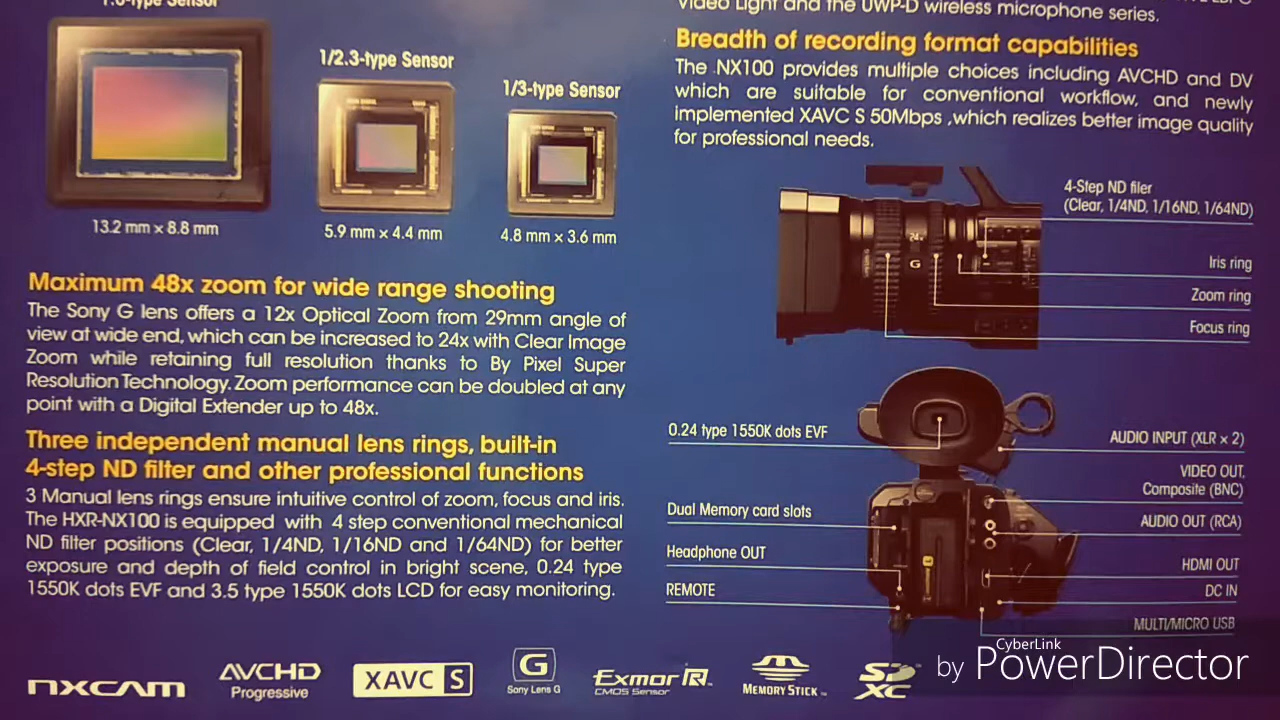 1.0-type Sensor
1/2.3-type Sensor
1/3-type Sensor
13.2 mm × 8.8 mm
5.9 mm × 4.4 mm
4.8 mm × 3.6 mm
Maximum 48x zoom for wide range shooting
The Sony G lens offers a 12x Optical Zoom from 29mm angle of
view at wide end, which can be increased to 24x with Clear Image
Zoom while retaining full resolution thanks to By Pixel Super
Resolution Technology. Zoom performance can be doubled at any
point with a Digital Extender up to 48x.
Three independent manual lens rings, built-in
4-step ND filter and other professional functions
3 Manual lens rings ensure intuitive control of zoom, focus and iris.
The HXR-NX100 is equipped with 4 step conventional mechanical
ND filter positions (Clear, 1/4ND, 1/16ND and 1/64ND) for better
exposure and depth of field control in bright scene, 0.24 type
1550K dots EVF and 3.5 type 1550K dots LCD for easy monitoring.
Video Light and the UWP-D wireless microphone series.
Breadth of recording format capabilities
The NX100 provides multiple choices including AVCHD and DV
which are suitable for conventional workflow, and newly
implemented XAVC S 50Mbps ,which realizes better image quality
for professional needs.
4-Step ND filer
(Clear, 1/4ND, 1/16ND, 1/64ND)
24x
G
Iris ring
Zoom ring
Focus ring
0.24 type 1550K dots EVF
Dual Memory card slots
Headphone OUT
REMOTE
AUDIO INPUT (XLR × 2)
VIDEO OUT,
Composite (BNC)
AUDIO OUT (RCA)
HDMI OUT
DC IN
MULTI/MICRO USB
NXCAM
AVCHD
Progressive
XAVC S
G
Sony Lens G
Exmor R
CMOS Sensor
MEMORY STICK
SD
XC
CyberLink
by PowerDirector